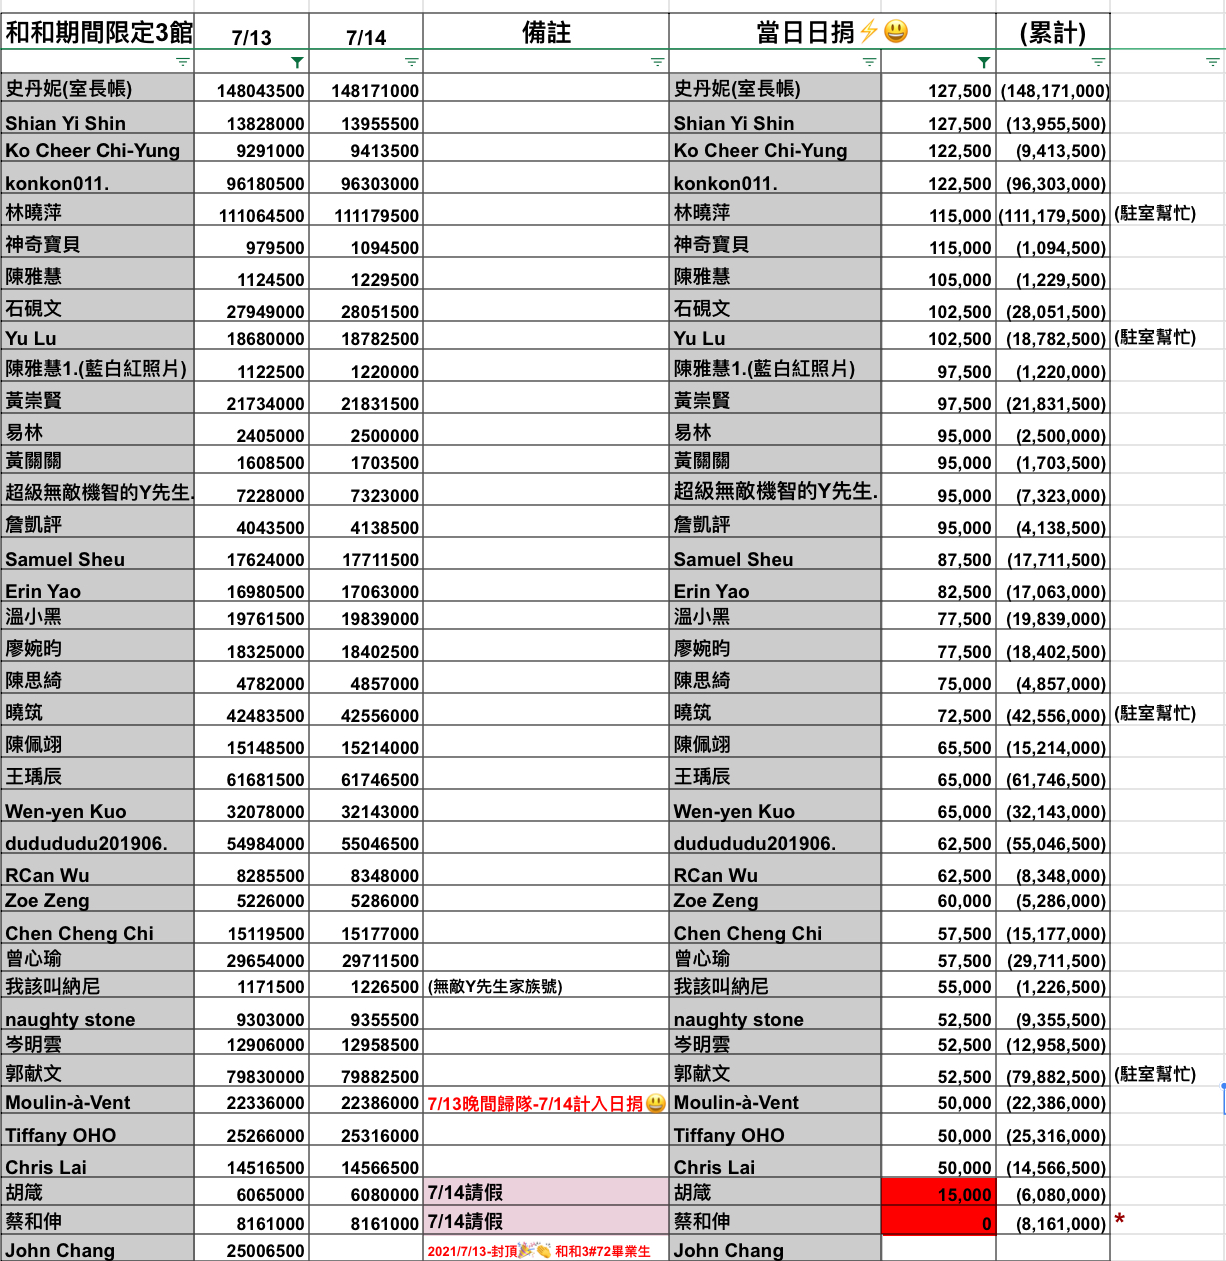 和和期間限定3館 7/13 7/14 備註 當日日捐⚡😃 (累計)
史丹妮(室長帳) 148043500 148171000 史丹妮(室長帳) 127,500 (148,171,000)
Shian Yi Shin 13828000 13955500 Shian Yi Shin 127,500 (13,955,500)
Ko Cheer Chi-Yung 9291000 9413500 Ko Cheer Chi-Yung 122,500 (9,413,500)
konkon011. 96180500 96303000 konkon011. 122,500 (96,303,000)
林曉萍 111064500 111179500 林曉萍 115,000 (111,179,500) (駐室幫忙)
神奇寶貝 979500 1094500 神奇寶貝 115,000 (1,094,500)
陳雅慧 1124500 1229500 陳雅慧 105,000 (1,229,500)
石硯文 27949000 28051500 石硯文 102,500 (28,051,500)
Yu Lu 18680000 18782500 Yu Lu 102,500 (18,782,500) (駐室幫忙)
陳雅慧1.(藍白紅照片) 1122500 1220000 陳雅慧1.(藍白紅照片) 97,500 (1,220,000)
黃崇賢 21734000 21831500 黃崇賢 97,500 (21,831,500)
易林 2405000 2500000 易林 95,000 (2,500,000)
黃關關 1608500 1703500 黃關關 95,000 (1,703,500)
超級無敵機智的Y先生. 7228000 7323000 超級無敵機智的Y先生. 95,000 (7,323,000)
詹凱評 4043500 4138500 詹凱評 95,000 (4,138,500)
Samuel Sheu 17624000 17711500 Samuel Sheu 87,500 (17,711,500)
Erin Yao 16980500 17063000 Erin Yao 82,500 (17,063,000)
溫小黑 19761500 19839000 溫小黑 77,500 (19,839,000)
廖婉昀 18325000 18402500 廖婉昀 77,500 (18,402,500)
陳思綺 4782000 4857000 陳思綺 75,000 (4,857,000)
曉筑 42483500 42556000 曉筑 72,500 (42,556,000) (駐室幫忙)
陳佩翊 15148500 15214000 陳佩翊 65,500 (15,214,000)
王瑀辰 61681500 61746500 王瑀辰 65,000 (61,746,500)
Wen-yen Kuo 32078000 32143000 Wen-yen Kuo 65,000 (32,143,000)
dudududu201906. 54984000 55046500 dudududu201906. 62,500 (55,046,500)
RCan Wu 8285500 8348000 RCan Wu 62,500 (8,348,000)
Zoe Zeng 5226000 5286000 Zoe Zeng 60,000 (5,286,000)
Chen Cheng Chi 15119500 15177000 Chen Cheng Chi 57,500 (15,177,000)
曾心瑜 29654000 29711500 曾心瑜 57,500 (29,711,500)
我該叫納尼 1171500 1226500 (無敵Y先生家族號) 我該叫納尼 55,000 (1,226,500)
naughty stone 9303000 9355500 naughty stone 52,500 (9,355,500)
岑明雲 12906000 12958500 岑明雲 52,500 (12,958,500)
郭献文 79830000 79882500 郭献文 52,500 (79,882,500) (駐室幫忙)
Moulin-à-Vent 22336000 22386000 7/13晚間歸隊-7/14計入日捐😃 Moulin-à-Vent 50,000 (22,386,000)
Tiffany OHO 25266000 25316000 Tiffany OHO 50,000 (25,316,000)
Chris Lai 14516500 14566500 Chris Lai 50,000 (14,566,500)
胡箴 6065000 6080000 7/14請假 胡箴 15,000 (6,080,000)
蔡和伸 8161000 8161000 7/14請假 蔡和伸 0 (8,161,000) *
John Chang 25006500 2021/7/13-封頂🎉👏 和和3#72畢業生 John Chang